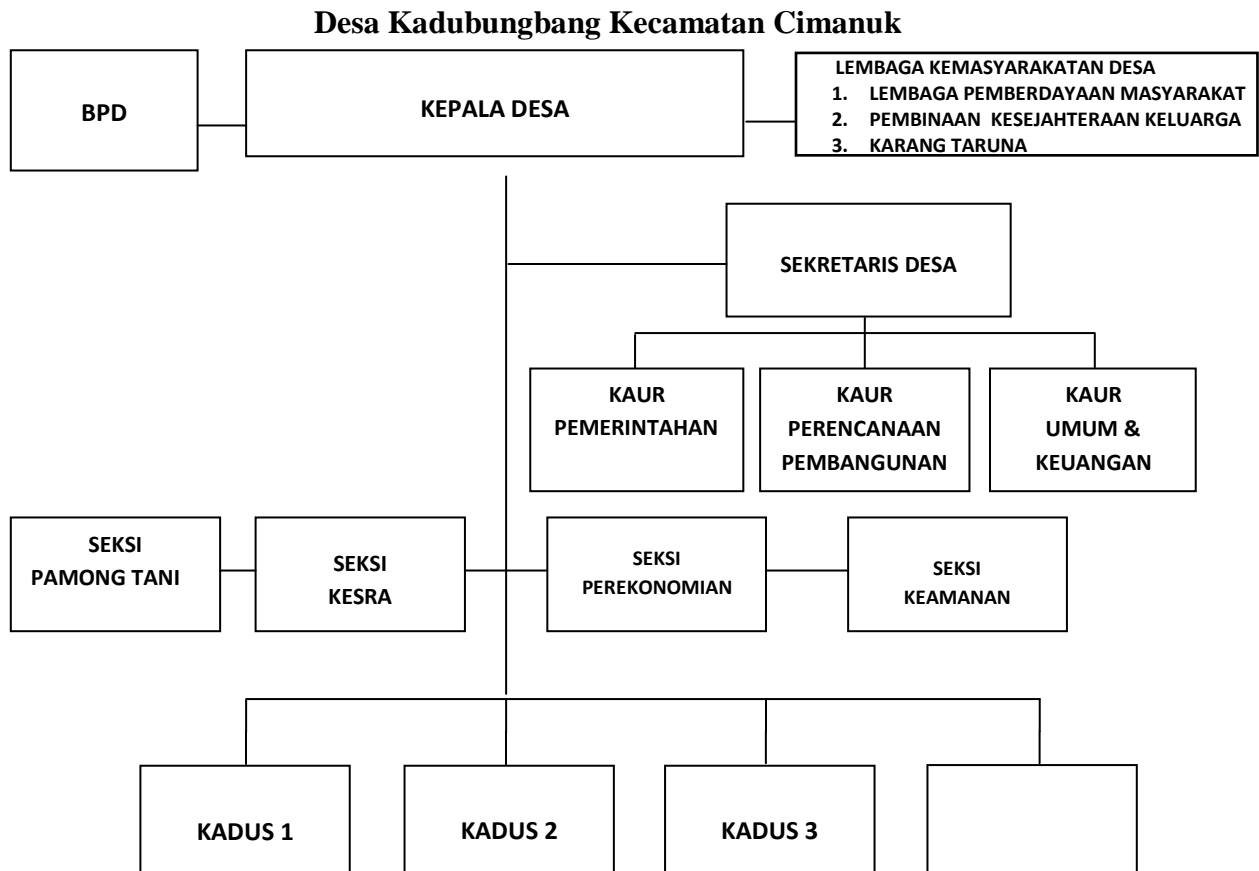 Desa Kadubungbang Kecamatan Cimanuk
BPD
KEPALA DESA
LEMBAGA KEMASYARAKATAN DESA
1. LEMBAGA PEMBERDAYAAN MASYARAKAT
2. PEMBINAAN KESEJAHTERAAN KELUARGA
3. KARANG TARUNA
SEKRETARIS DESA
KAUR
PEMERINTAHAN
KAUR
PERENCANAAN
PEMBANGUNAN
KAUR
UMUM &
KEUANGAN
SEKSI
PAMONG TANI
SEKSI
KESRA
SEKSI
PEREKONOMIAN
SEKSI
KEAMANAN
KADUS 1
KADUS 2
KADUS 3